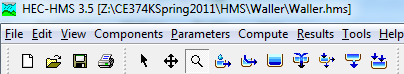 HEC-HMS 3.5 [Z:\CE374KSpring2011\HMS\Waller\Waller.hms]
File Edit View Components Parameters Compute Results Tools Help